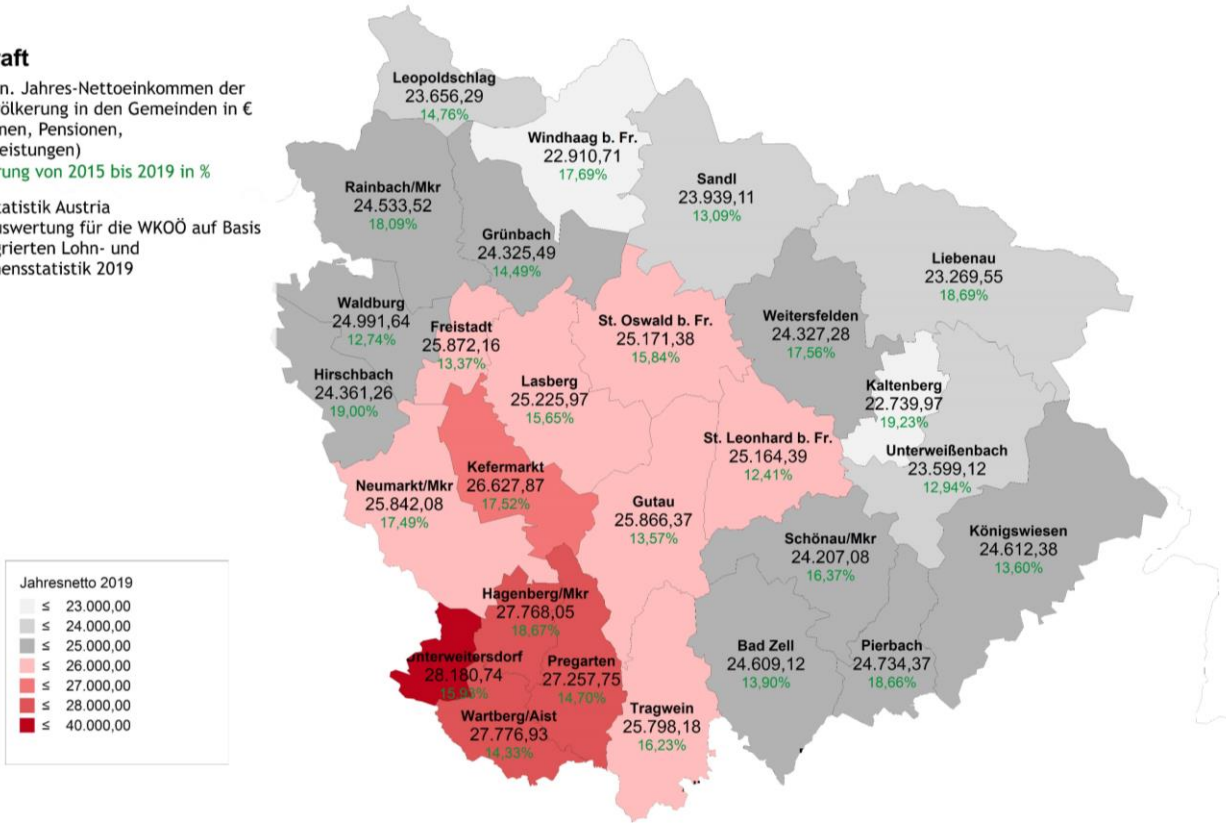 raft
n. Jahres-Nettoeinkommen der
ölkerung in den Gemeinden in €
men, Pensionen,
eistungen)
rung von 2015 bis 2019 in %
atistik Austria
uswertung für die WKOÖ auf Basis
grierten Lohn- und
ensstatistik 2019
Leopoldschlag
23.656,29
14,76%
Windhaag b. Fr.
22.910,71
17,69%
Sandl
23.939,11
13,09%
Rainbach/Mkr
24.533,52
18,09%
Grünbach
24.325,49
14,49%
Liebenau
23.269,55
18,69%
Waldburg
24.991,64
12,74%
Freistadt
25.872,16
13,37%
St. Oswald b. Fr.
25.171,38
15,84%
Weitersfelden
24.327,28
17,56%
Hirschbach
24.361,26
19,00%
Lasberg
25.225,97
15,65%
Kaltenberg
22.739,97
19,23%
St. Leonhard b. Fr.
25.164,39
12,41%
Unterweißenbach
23.599,12
12,94%
Kefermarkt
26.627,87
17,52%
Neumarkt/Mkr
25.842,08
17,49%
Gutau
25.866,37
13,57%
Schönau/Mkr
24.207,08
16,37%
Königswiesen
24.612,38
13,60%
Hagenberg/Mkr
27.768,05
18,67%
Unterweitersdorf
28.180,74
15,93%
Pregarten
27.257,75
14,70%
Bad Zell
24.609,12
13,90%
Pierbach
24.734,37
18,66%
Wartberg/Aist
27.776,93
14,33%
Tragwein
25.798,18
16,23%
Jahresnetto 2019
≤ 23.000,00
≤ 24.000,00
≤ 25.000,00
≤ 26.000,00
≤ 27.000,00
≤ 28.000,00
≤ 40.000,00